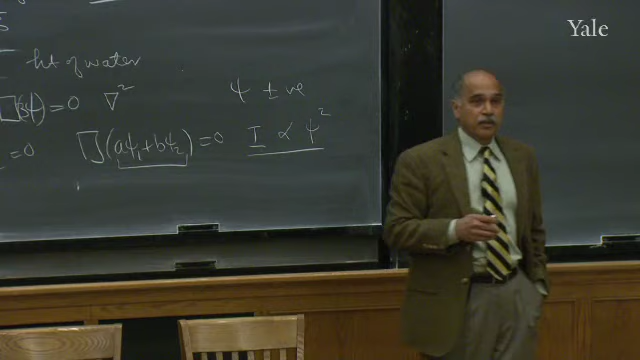 Yale
ht of water
ψ) = 0 ∇²
ψ ±ve
= 0
□(aψ₁+bψ₂) = 0
I ∝ ψ²